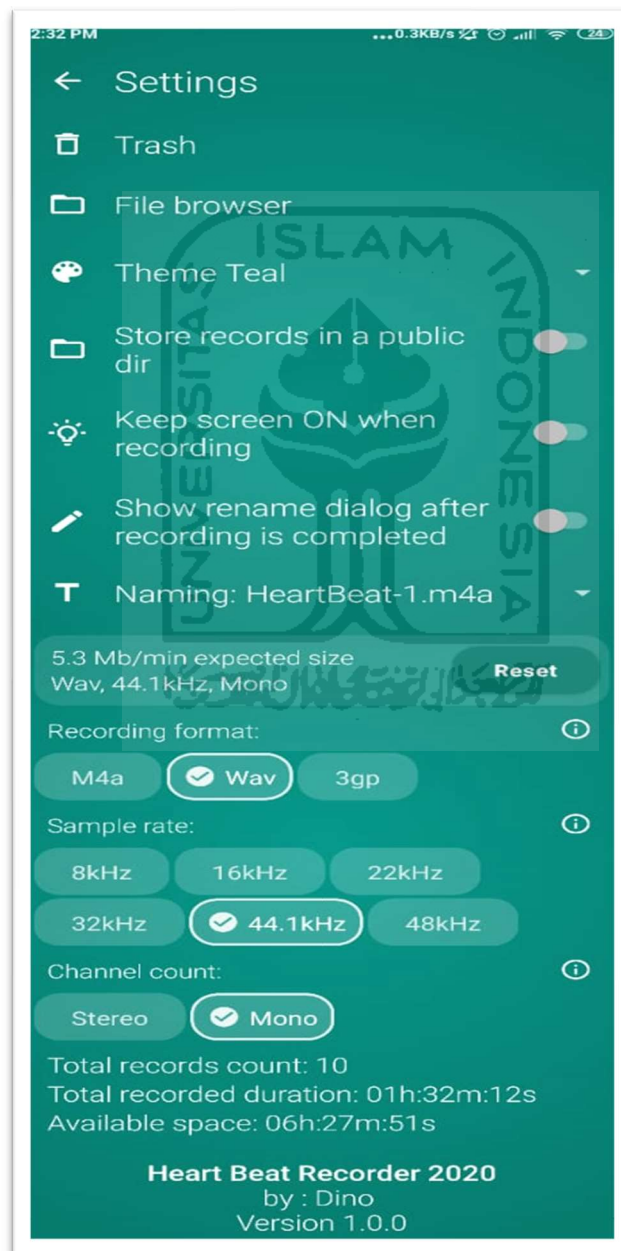 2:32 PM ...0.3KB/s 24
Settings
Trash
File browser
Theme Teal
Store records in a public
dir
Keep screen ON when
recording
Show rename dialog after
recording is completed
Naming: HeartBeat-1.m4a
5.3 Mb/min expected size
Wav, 44.1kHz, Mono
Reset
Recording format:
M4a Wav 3gp
Sample rate:
8kHz 16kHz 22kHz
32kHz 44.1kHz 48kHz
Channel count:
Stereo Mono
Total records count: 10
Total recorded duration: 01h:32m:12s
Available space: 06h:27m:51s
Heart Beat Recorder 2020
by : Dino
Version 1.0.0
UNIVERSITAS
ISLAM
INDONESIA